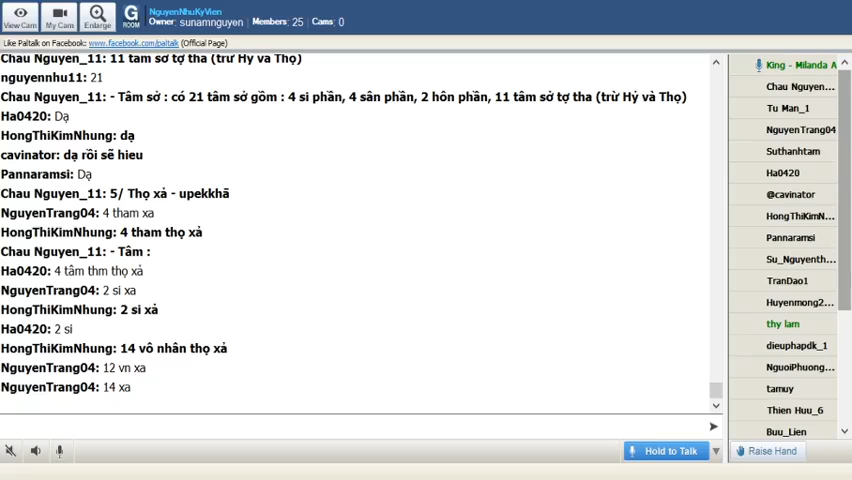 View Cam
My Cam
Enlarge
G
ROOM
NguyenNhuKyVien
Owner: sunamnguyen Members: 25 Cams: 0
Like Paltalk on Facebook: www.facebook.com/paltalk (Official Page)
Chau Nguyen_11: 11 tâm sở tợ tha (trừ Hỷ và Thọ)
nguyennhu11: 21
Chau Nguyen_11: - Tâm sở : có 21 tâm sở gồm : 4 si phần, 4 sân phần, 2 hôn phần, 11 tâm sở tợ tha (trừ Hỷ và Thọ)
Ha0420: Dạ
HongThiKimNhung: dạ
cavinator: dạ rồi sẽ hieu
Pannaramsi: Dạ
Chau Nguyen_11: 5/ Thọ xả - upekkhā
NguyenTrang04: 4 tham xa
HongThiKimNhung: 4 tham thọ xả
Chau Nguyen_11: - Tâm :
Ha0420: 4 tâm thm thọ xả
NguyenTrang04: 2 si xa
HongThiKimNhung: 2 si xả
Ha0420: 2 si
HongThiKimNhung: 14 vô nhân thọ xả
NguyenTrang04: 12 vn xa
NguyenTrang04: 14 xa
King - Milanda A
Chau Nguyen...
Tu Man_1
NguyenTrang04
Suthanhtam
Ha0420
@cavinator
HongThiKimN...
Pannaramsi
Su_Nguyenth...
TranDao1
Huyenmong2...
thy lam
dieuphapdk_1
NguoiPhuong...
tamuy
Thien Huu_6
Buu_Lien
Hold to Talk
Raise Hand